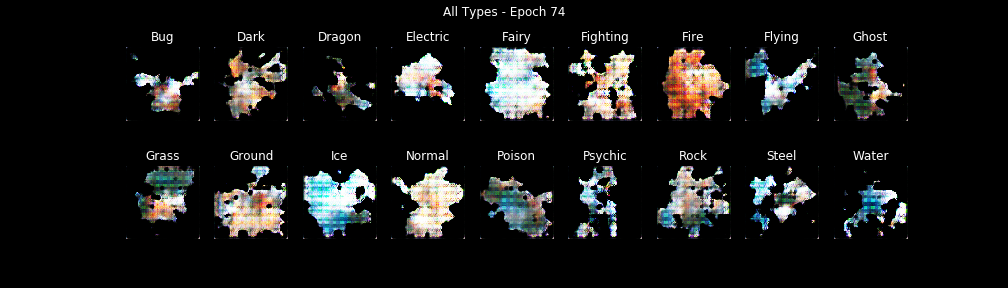 All Types - Epoch 74
Bug Dark Dragon Electric Fairy Fighting Fire Flying Ghost
Grass Ground Ice Normal Poison Psychic Rock Steel Water